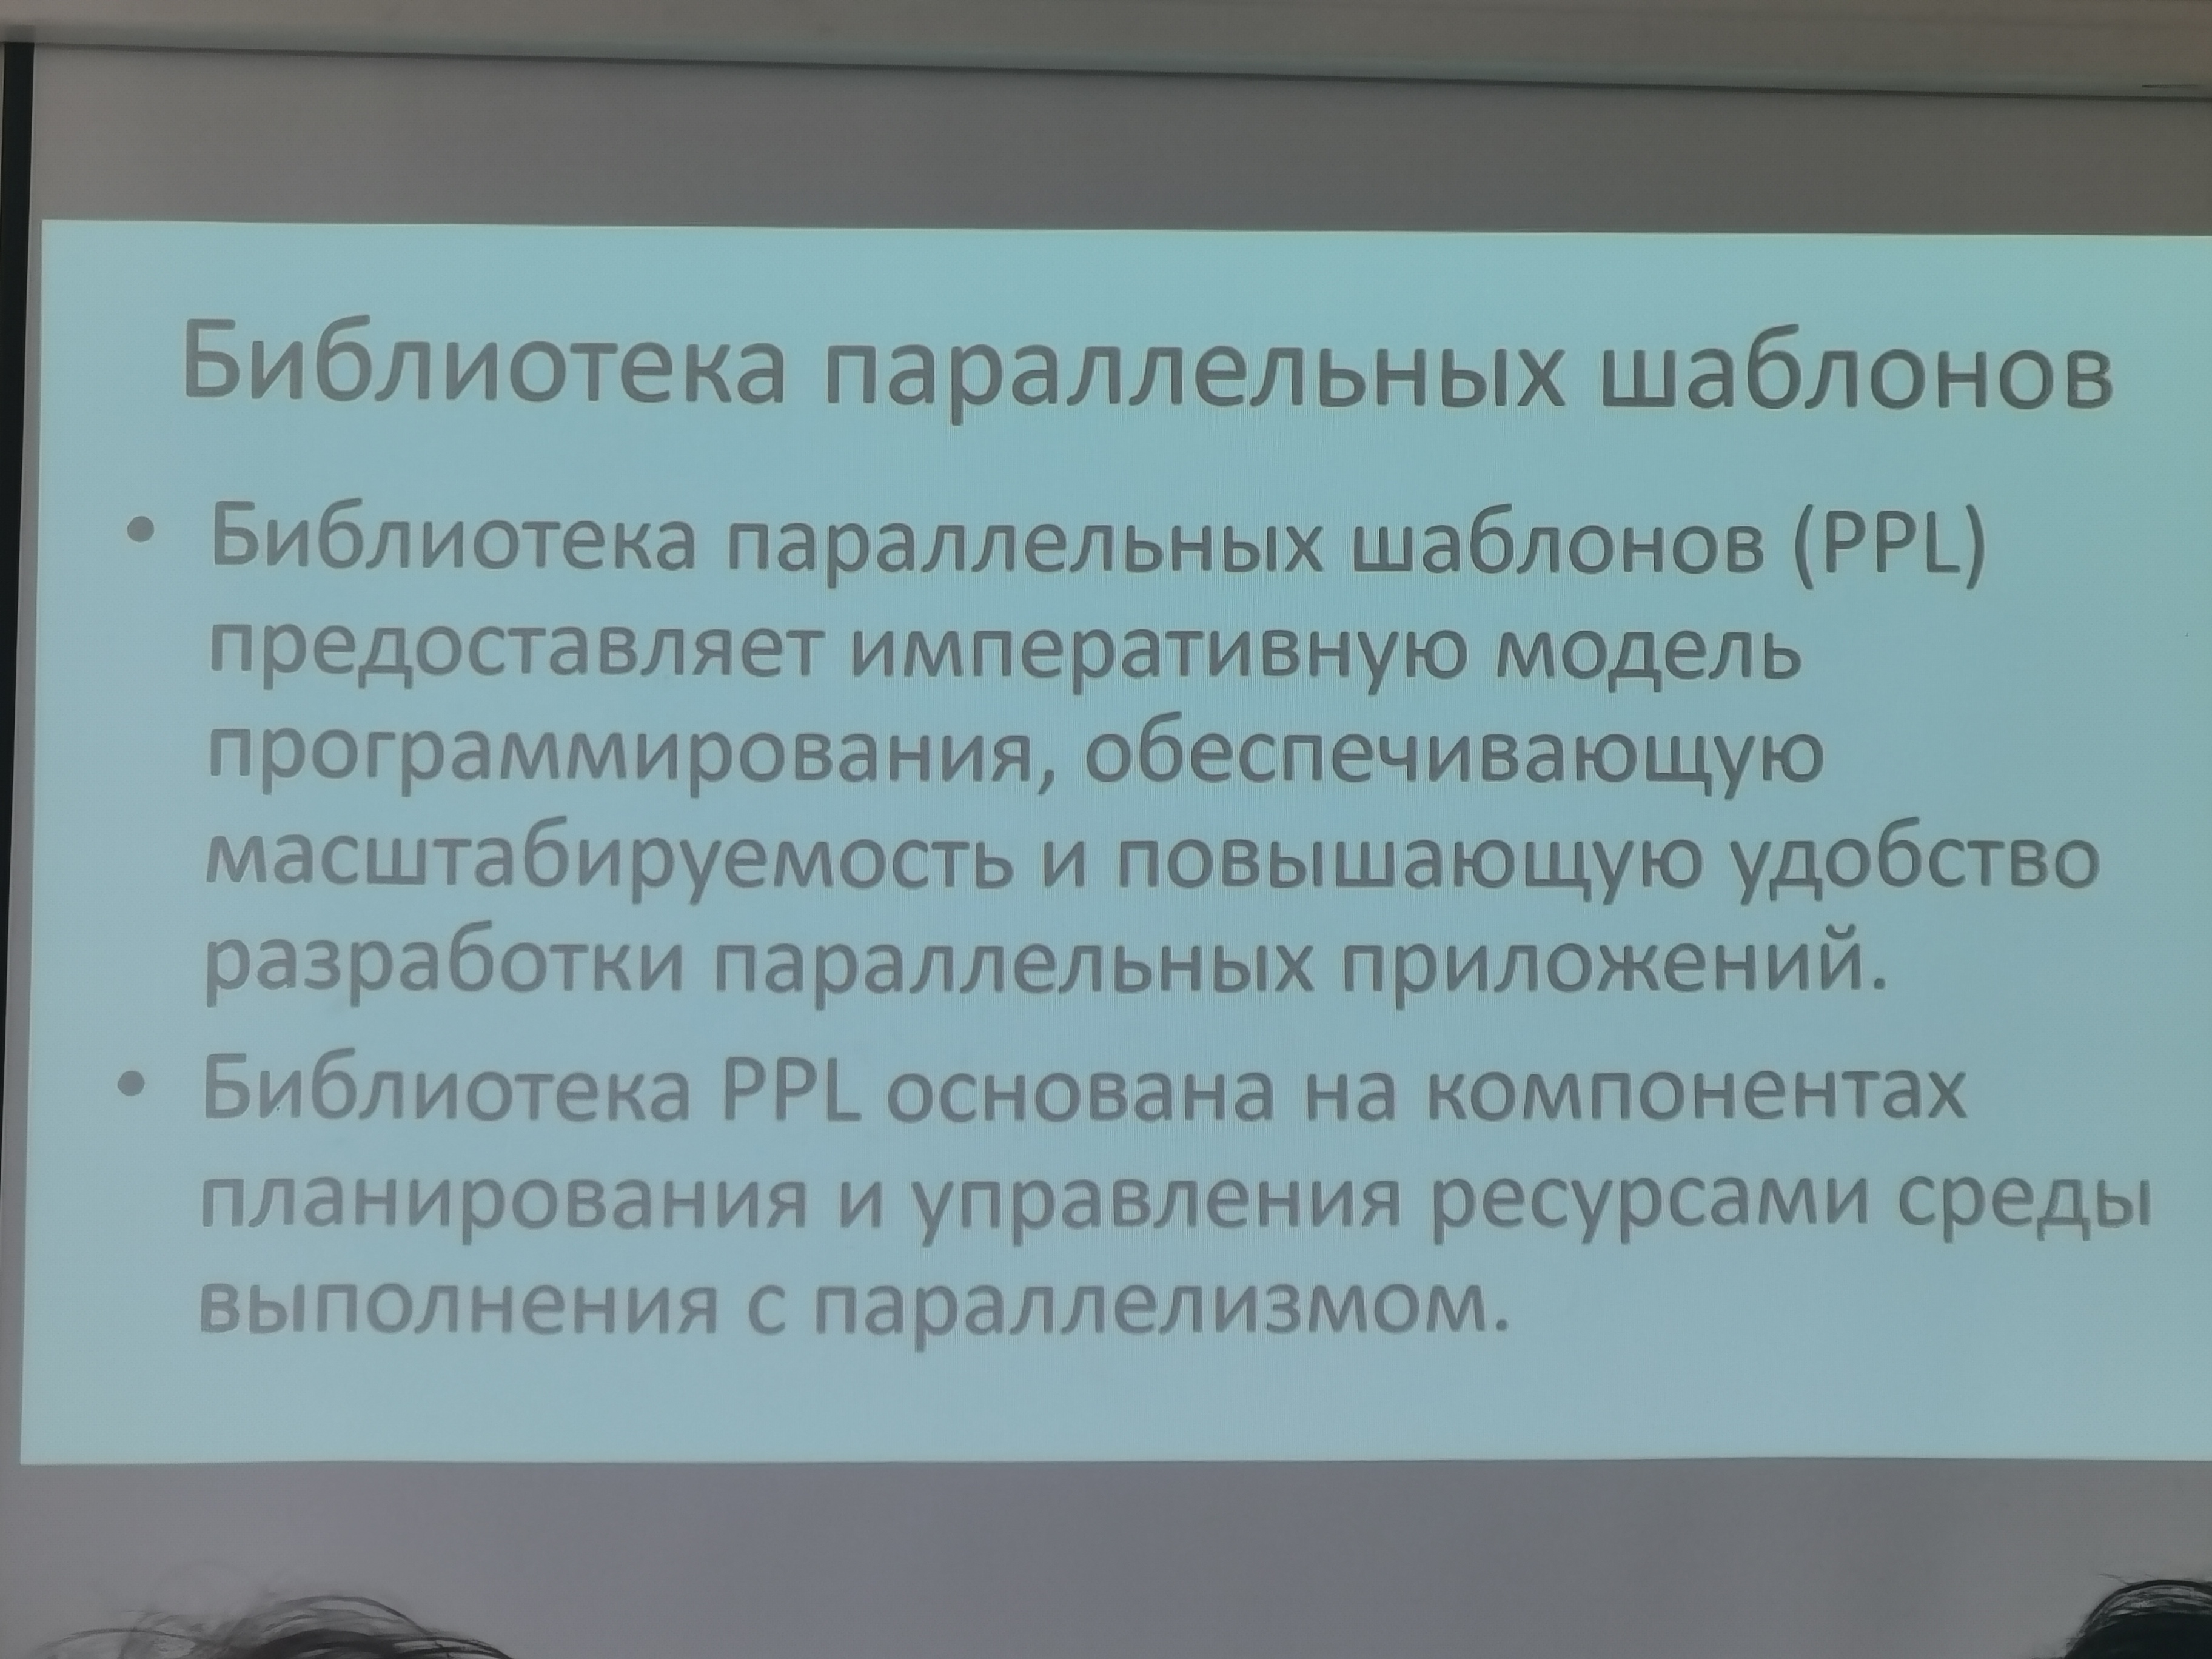 Библиотека параллельных шаблонов
• Библиотека параллельных шаблонов (PPL)
предоставляет императивную модель
программирования, обеспечивающую
масштабируемость и повышающую удобство
разработки параллельных приложений.
• Библиотека PPL основана на компонентах
планирования и управления ресурсами среды
выполнения с параллелизмом.